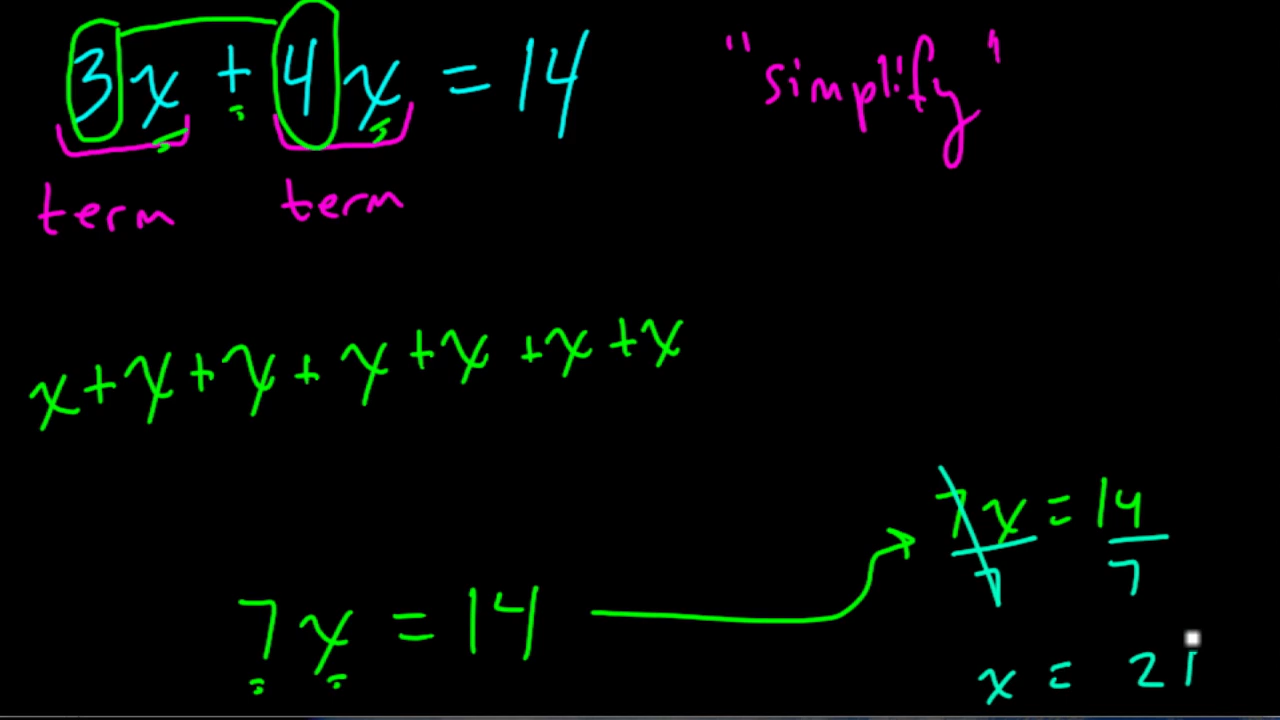 3x + 4x = 14 "simplify"
term term
x + x + x + x + x + x + x
7x = 14
7
7
7x = 14
x = 2